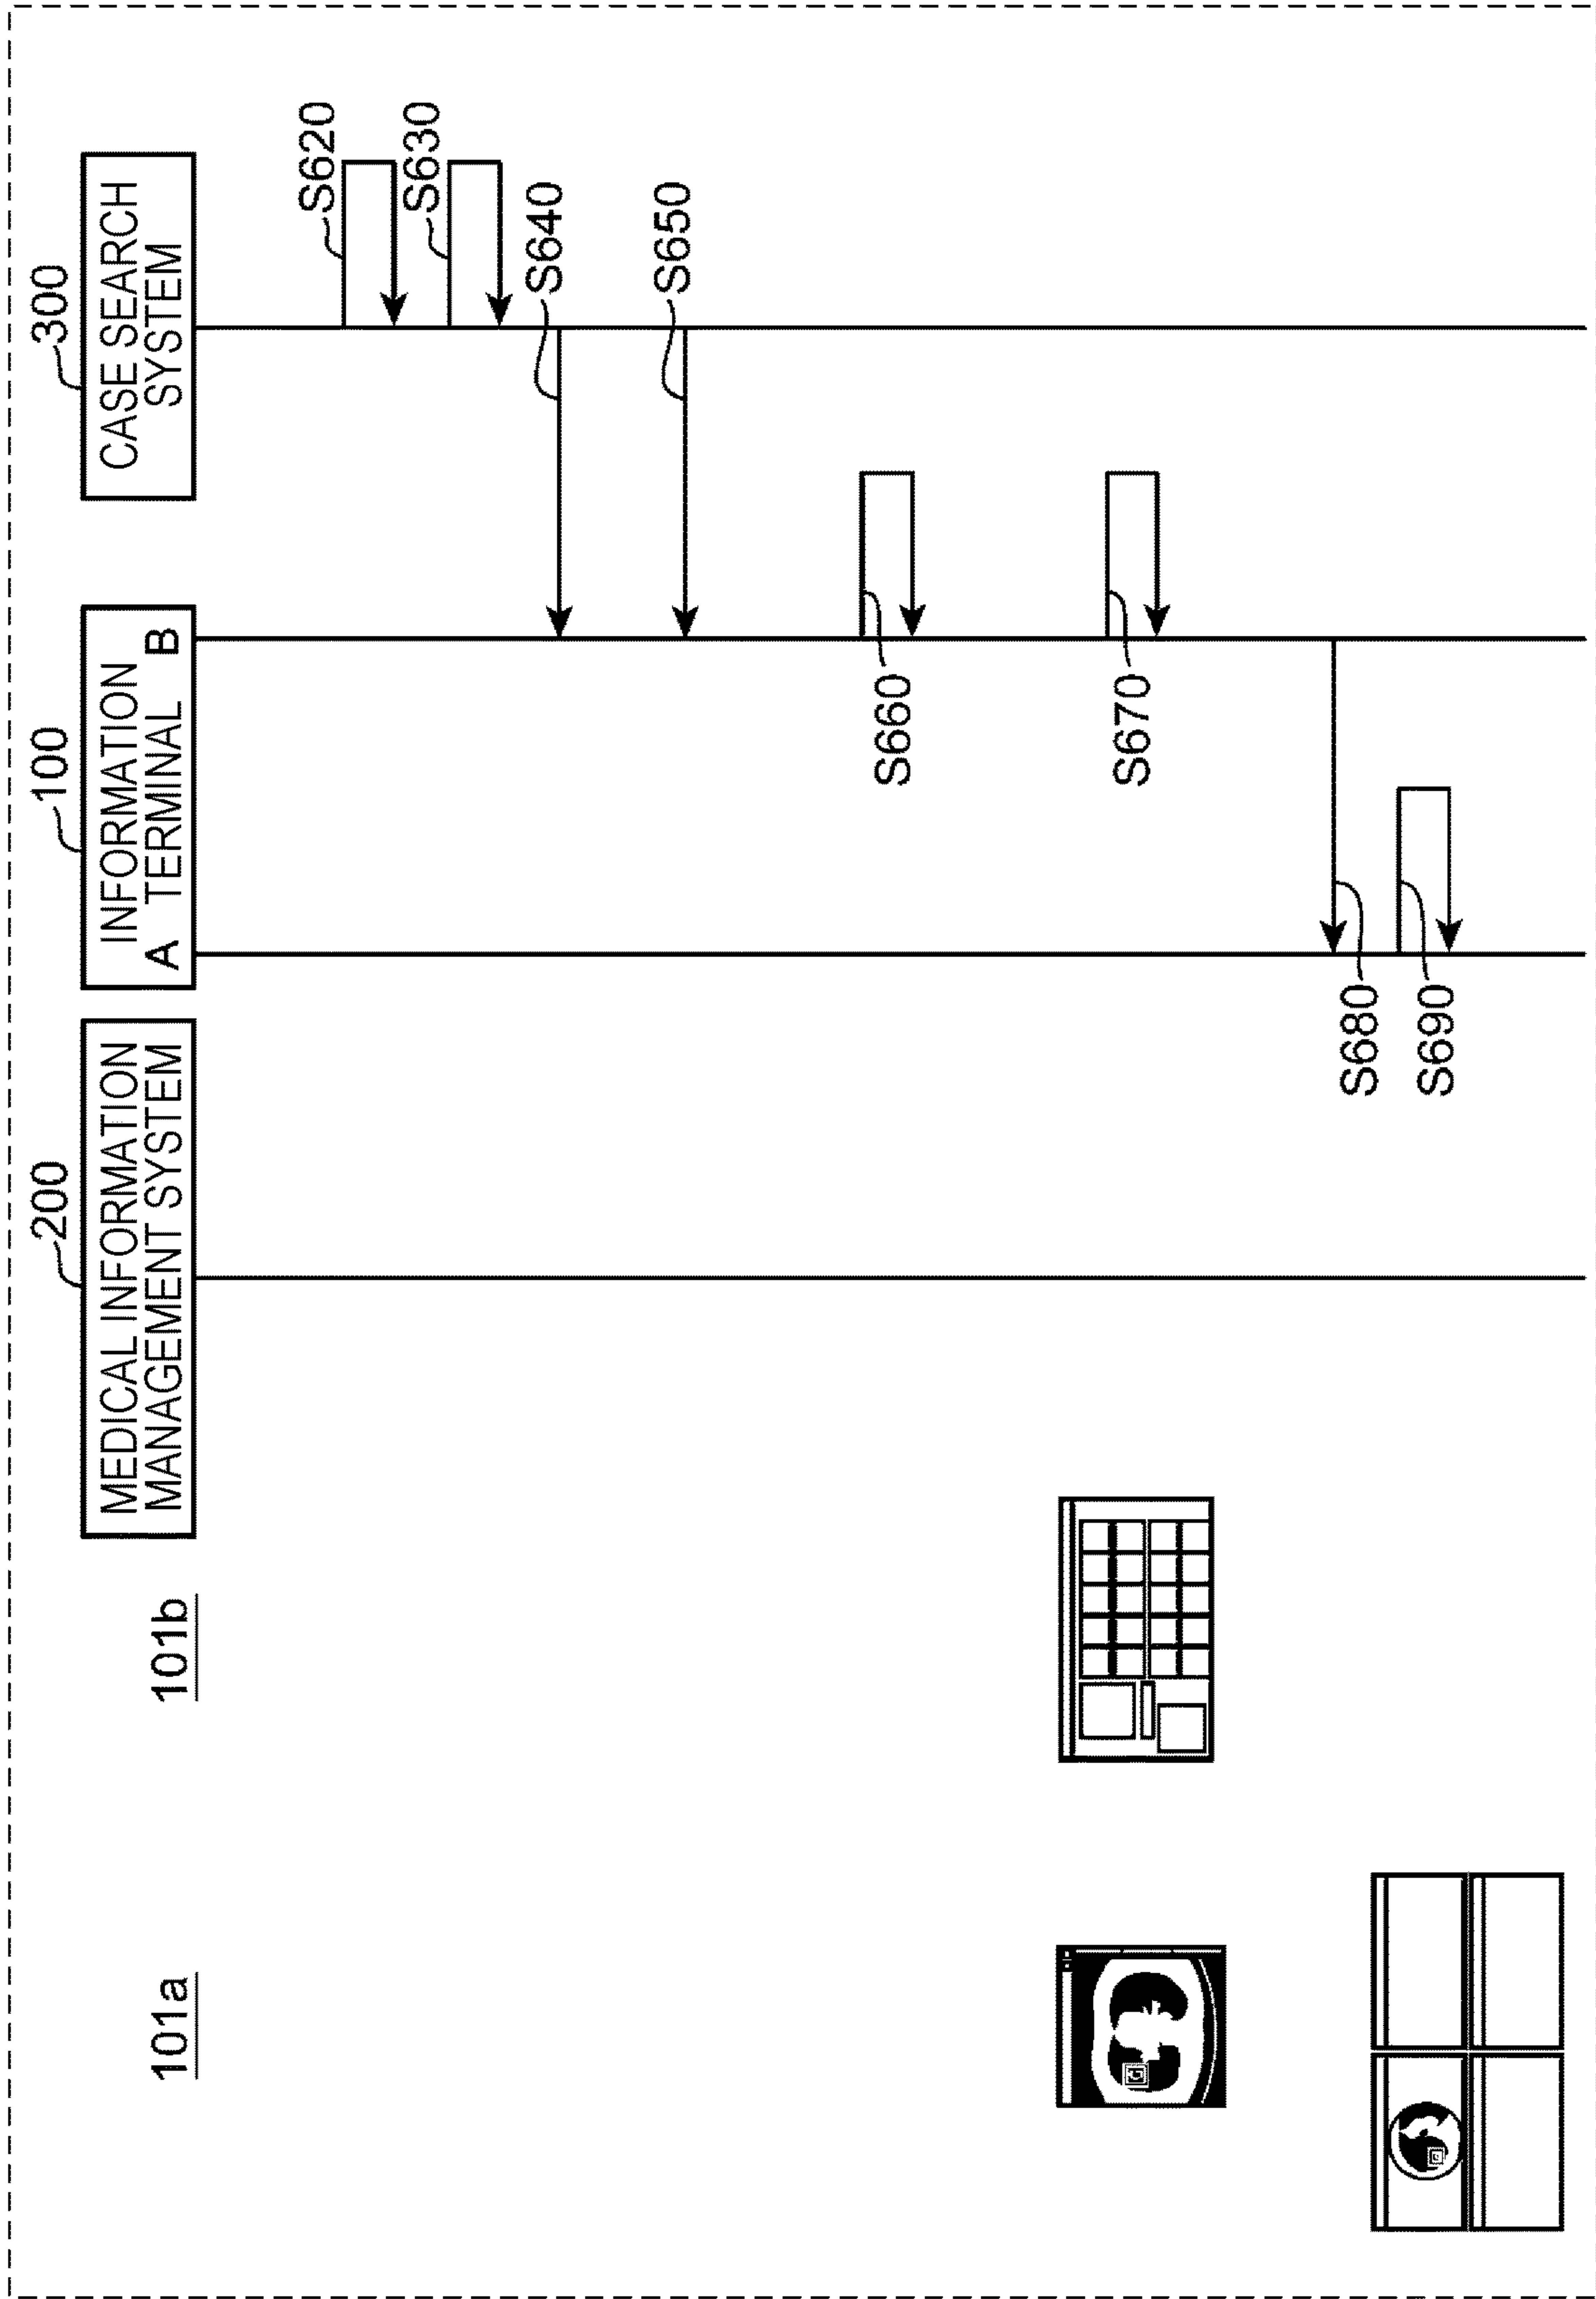 101a
101b
200
MEDICAL INFORMATION
MANAGEMENT SYSTEM
100
INFORMATION
A TERMINAL B
300
CASE SEARCH
SYSTEM
S620
S630
S640
S650
S660
S670
S680
S690